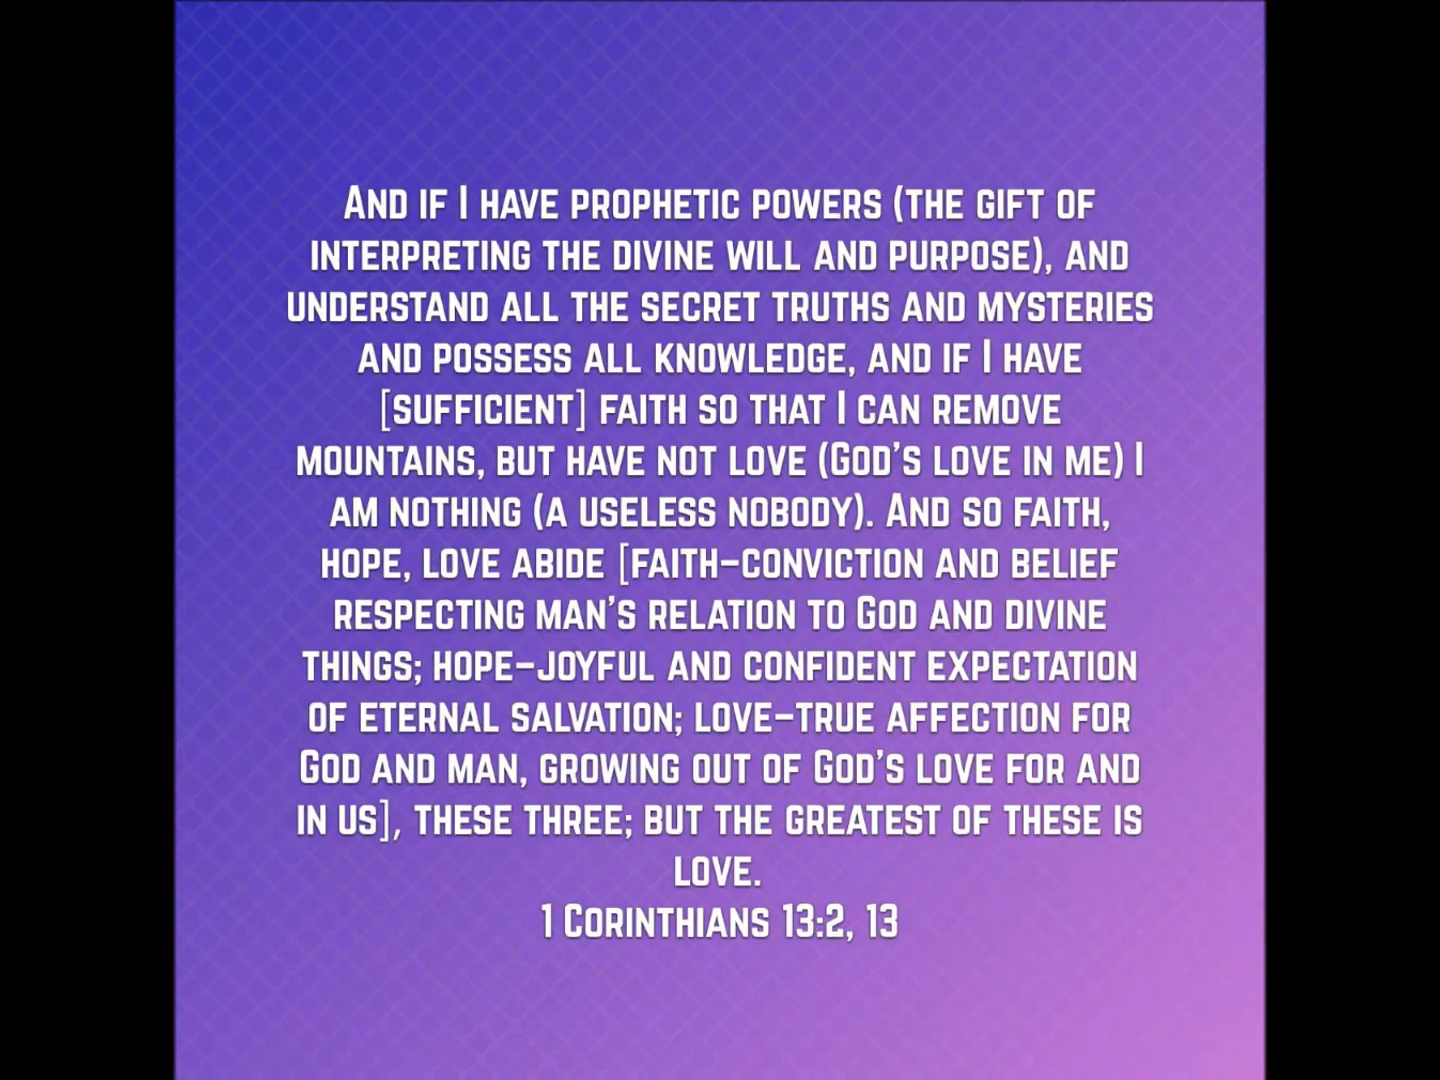 And if I have prophetic powers (the gift of
interpreting the divine will and purpose), and
understand all the secret truths and mysteries
and possess all knowledge, and if I have
[sufficient] faith so that I can remove
mountains, but have not love (God's love in me) I
am nothing (a useless nobody). And so faith,
hope, love abide [faith–conviction and belief
respecting man's relation to God and divine
things; hope–joyful and confident expectation
of eternal salvation; love–true affection for
God and man, growing out of God's love for and
in us], these three; but the greatest of these is
love.
1 Corinthians 13:2, 13